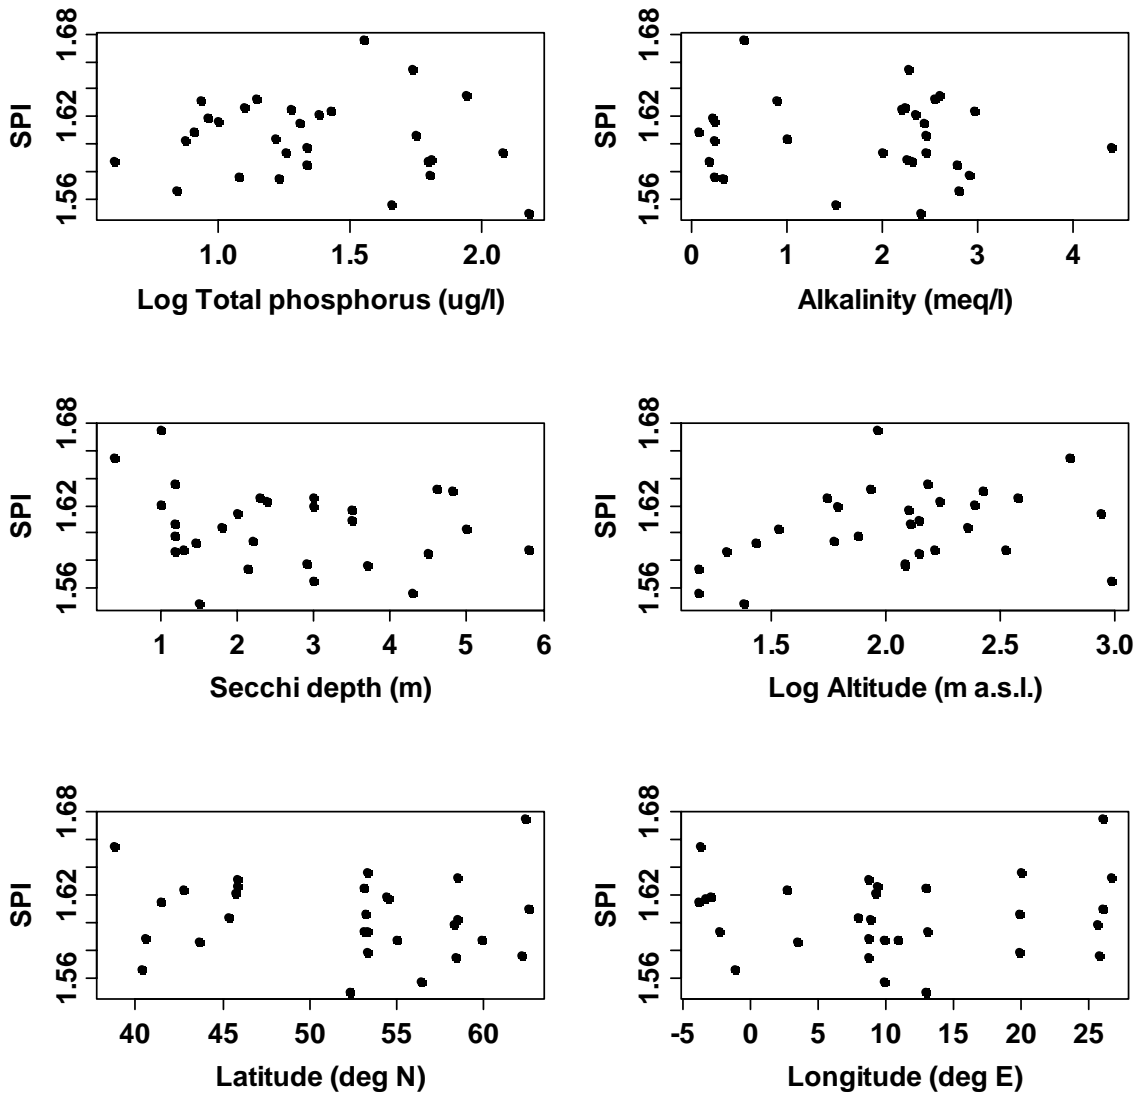 1.68
1.62
1.56
SPI
1.0 1.5 2.0
Log Total phosphorus (ug/l)
1.68
1.62
1.56
SPI
0 1 2 3 4
Alkalinity (meq/l)
1.68
1.62
1.56
SPI
1 2 3 4 5 6
Secchi depth (m)
1.68
1.62
1.56
SPI
1.5 2.0 2.5 3.0
Log Altitude (m a.s.l.)
1.68
1.62
1.56
SPI
40 45 50 55 60
Latitude (deg N)
1.68
1.62
1.56
SPI
-5 0 5 10 15 20 25
Longitude (deg E)